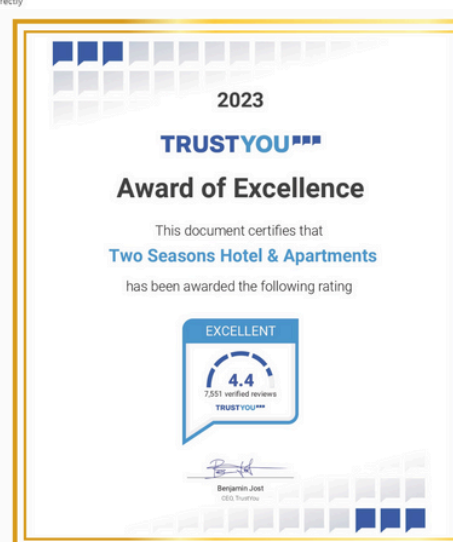 rectly
2023
TRUSTYOU
Award of Excellence
This document certifies that
Two Seasons Hotel & Apartments
has been awarded the following rating
EXCELLENT
4.4
7,551 verified reviews
TRUSTYOU
Benjamin Jost
CEO, TrustYou